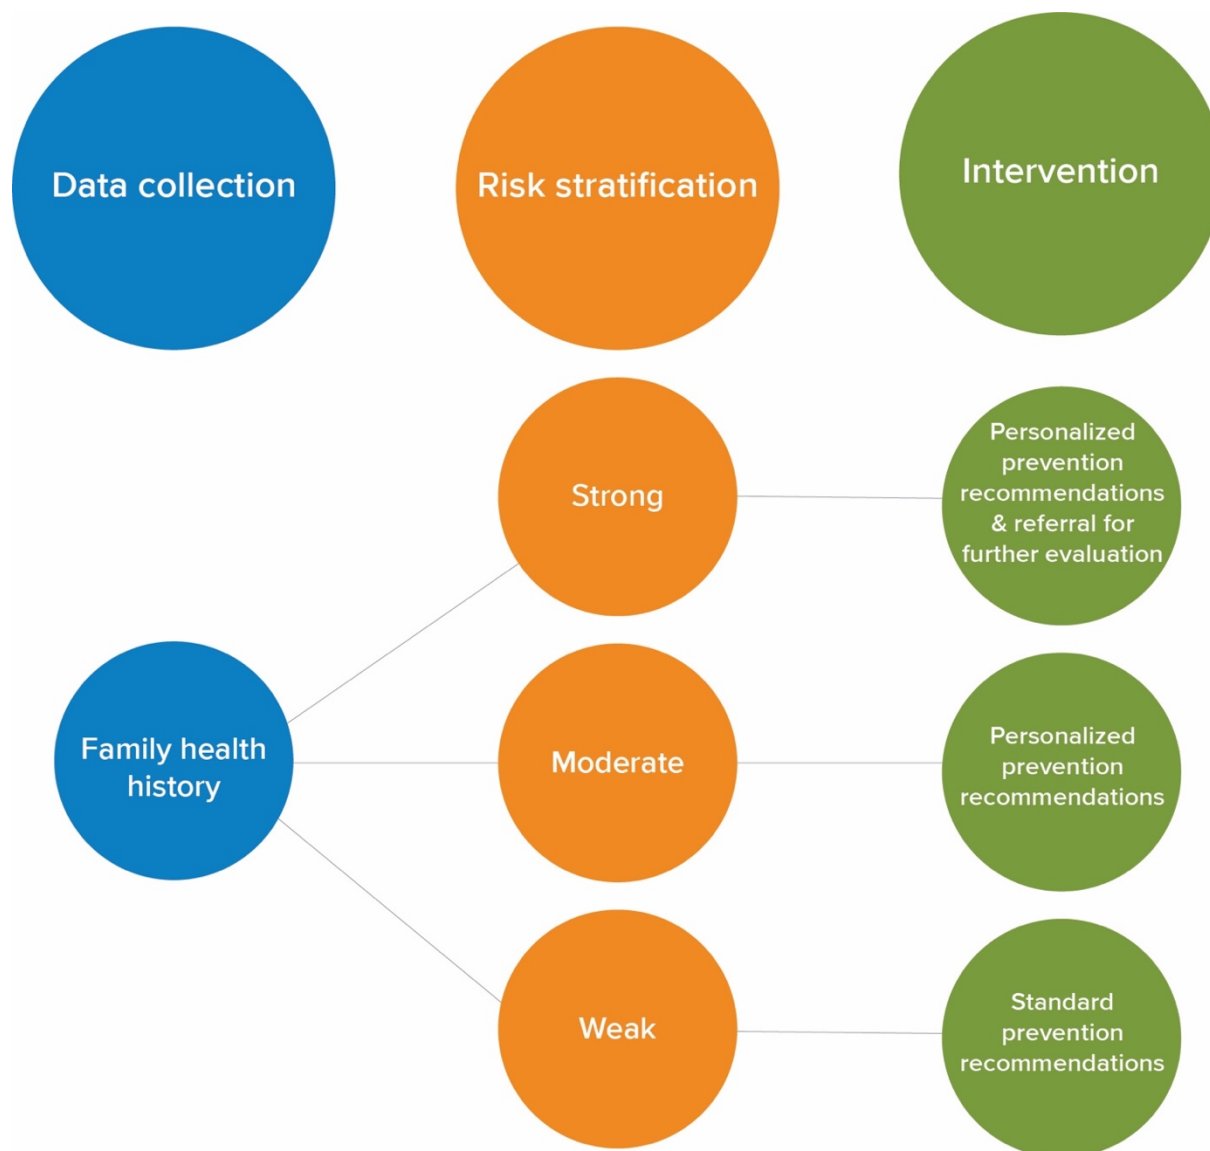 Data collection
Risk stratification
Intervention
Strong
Personalized
prevention
recommendations
& referral for
further evaluation
Family health
history
Moderate
Personalized
prevention
recommendations
Weak
Standard
prevention
recommendations